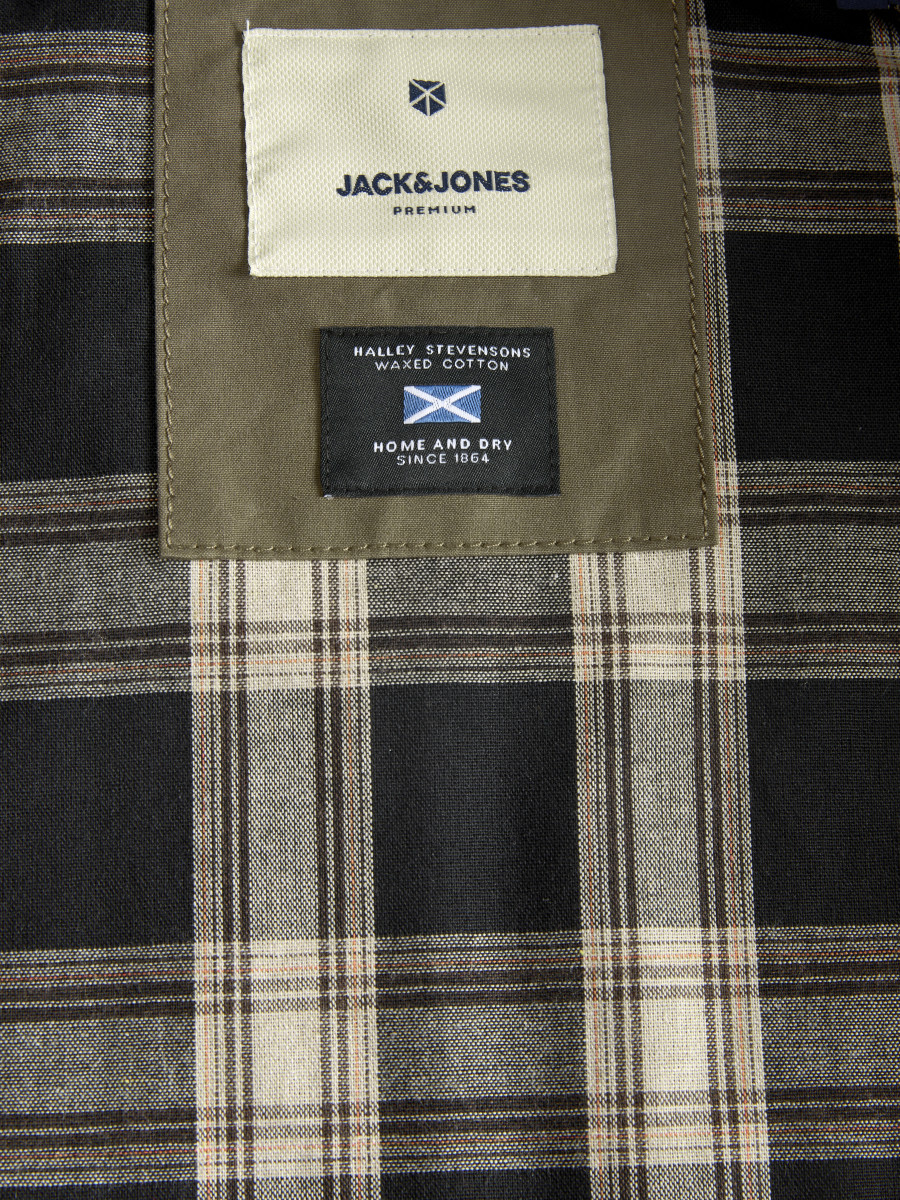 JACK&JONES
PREMIUM
HALLEY STEVENSONS
WAXED COTTON
HOME AND DRY
SINCE 1864